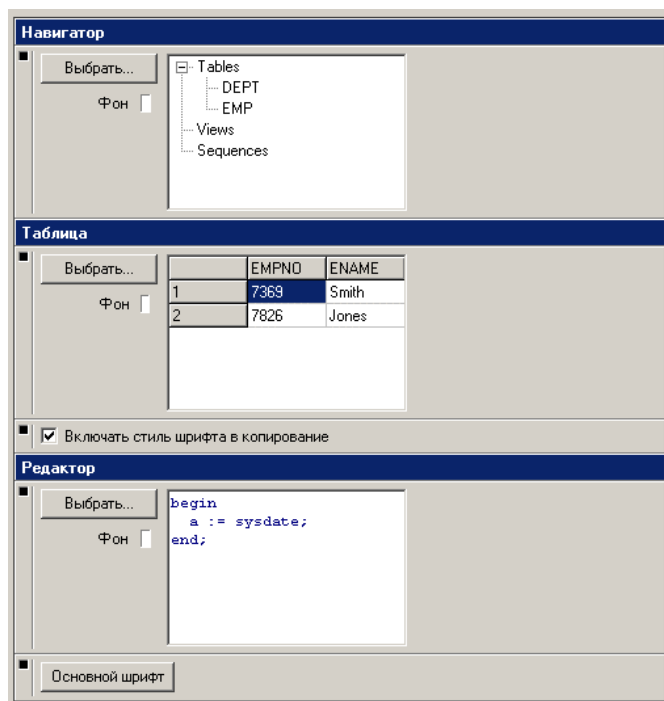 Навигатор
Выбрать...
Фон
Tables
DEPT
EMP
Views
Sequences
Таблица
Выбрать...
Фон
EMPNO ENAME
1 7369 Smith
2 7826 Jones
Включать стиль шрифта в копирование
Редактор
Выбрать...
Фон
begin
a := sysdate;
end;
Основной шрифт